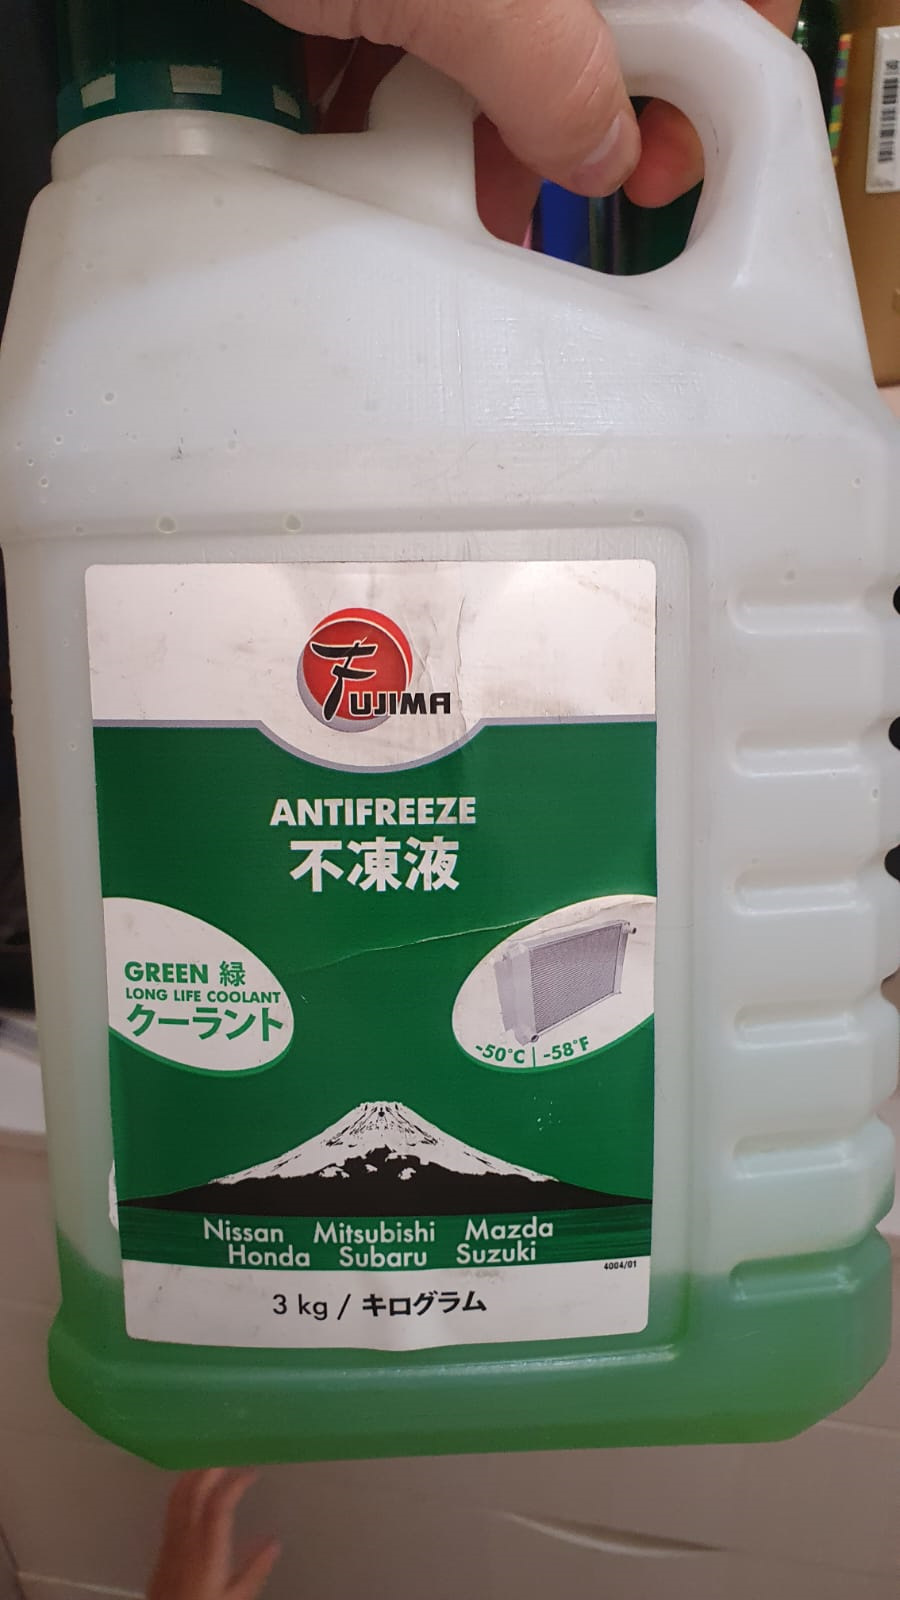 FUJIMA
ANTIFREEZE
不凍液
GREEN 緑
LONG LIFE COOLANT
クーラント
-50°C | -58°F
Nissan Mitsubishi Mazda
Honda Subaru Suzuki
4004/01
3 kg / キログラム